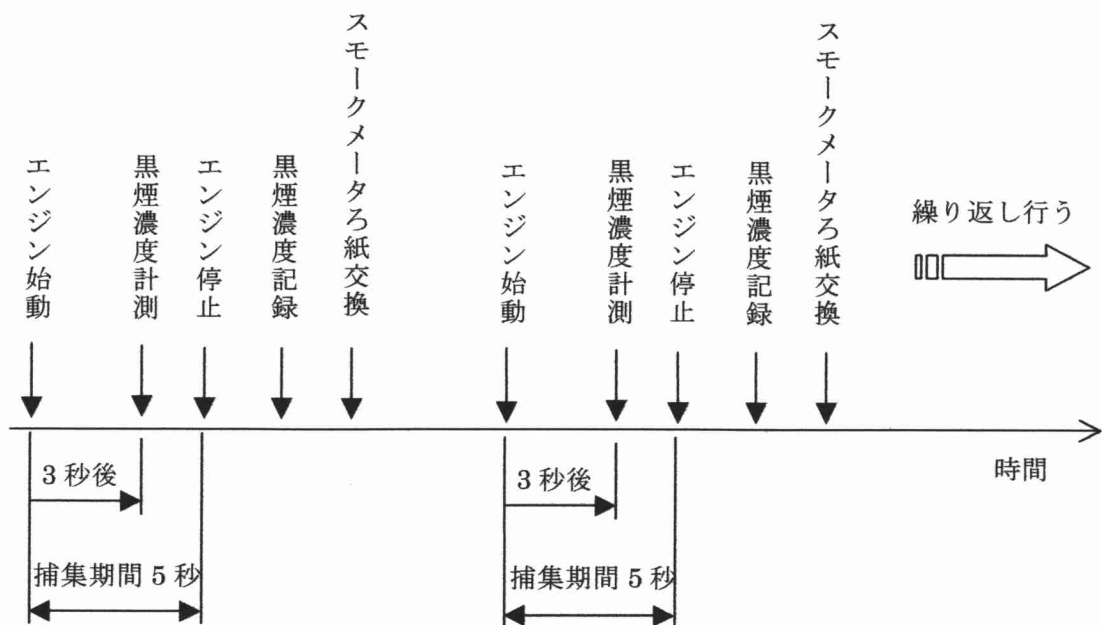 エンジン始動
黒煙濃度計測
エンジン停止
黒煙濃度記録
スモークメータろ紙交換
エンジン始動
黒煙濃度計測
エンジン停止
黒煙濃度記録
スモークメータろ紙交換
繰り返し行う
時間
3秒後
捕集期間5秒
3秒後
捕集期間5秒